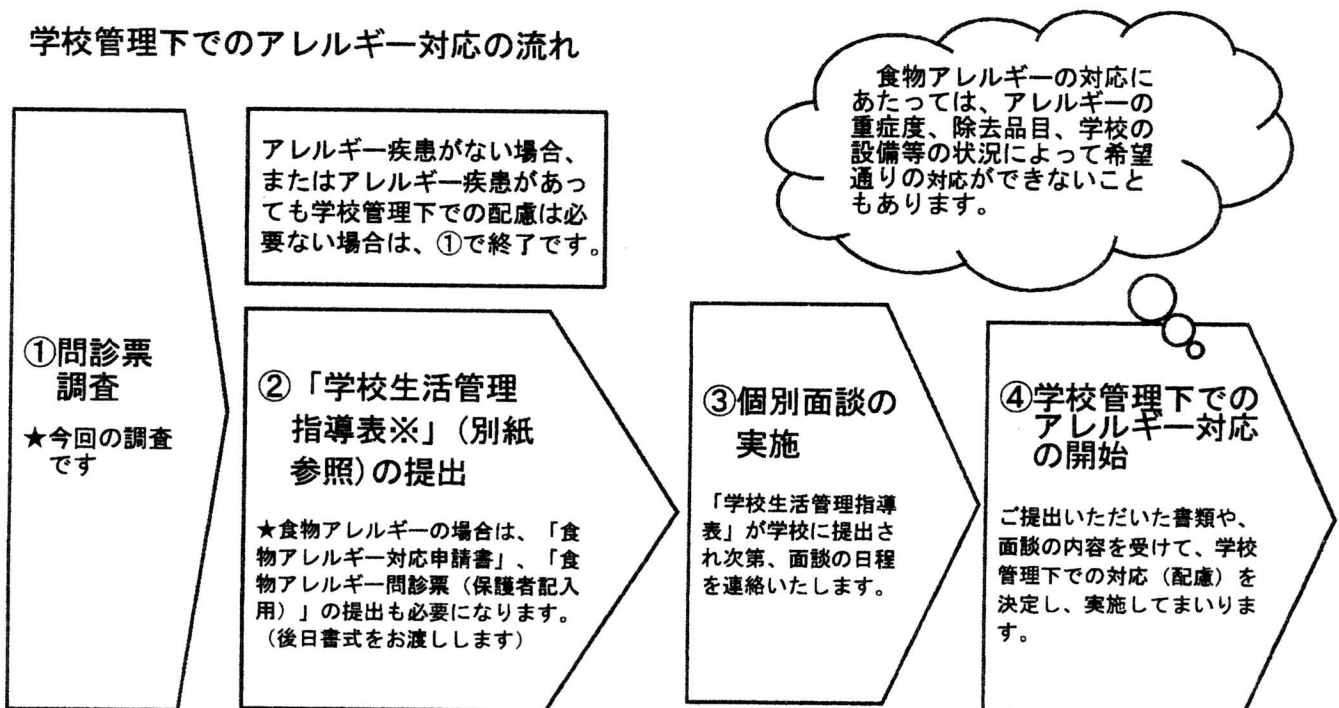 学校管理下でのアレルギー対応の流れ
食物アレルギーの対応に
あたっては、アレルギーの
重症度、除去品目、学校の
設備等の状況によって希望
通りの対応ができないこと
もあります。
アレルギー疾患がない場合、
またはアレルギー疾患があっ
ても学校管理下での配慮は必
要ない場合は、①で終了です。
①問診票
調査
★今回の調査
です
②「学校生活管理
指導表※」(別紙
参照)の提出
★食物アレルギーの場合は、「食
物アレルギー対応申請書」、「食
物アレルギー問診票(保護者記入
用)」の提出も必要になります。
(後日書式をお渡しします)
③個別面談の
実施
「学校生活管理指導
表」が学校に提出さ
れ次第、面談の日程
を連絡いたします。
④学校管理下での
アレルギー対応
の開始
ご提出いただいた書類や、
面談の内容を受けて、学校
管理下での対応(配慮)を
決定し、実施してまいりま
す。